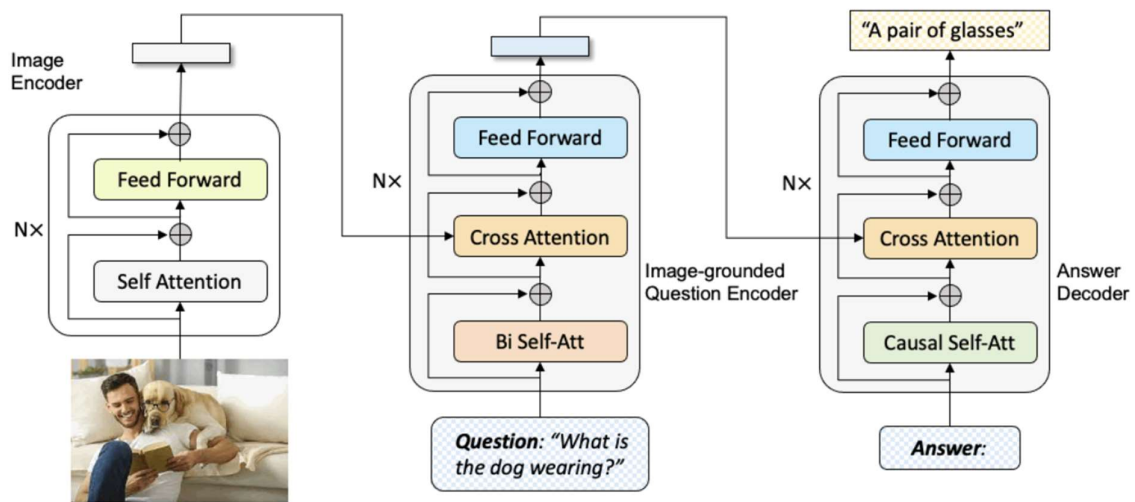 Image
Encoder
N×
Feed Forward
Self Attention
N×
Feed Forward
Cross Attention
Bi Self-Att
Image-grounded
Question Encoder
Question: “What is
the dog wearing?”
“A pair of glasses”
N×
Feed Forward
Cross Attention
Causal Self-Att
Answer
Decoder
Answer: